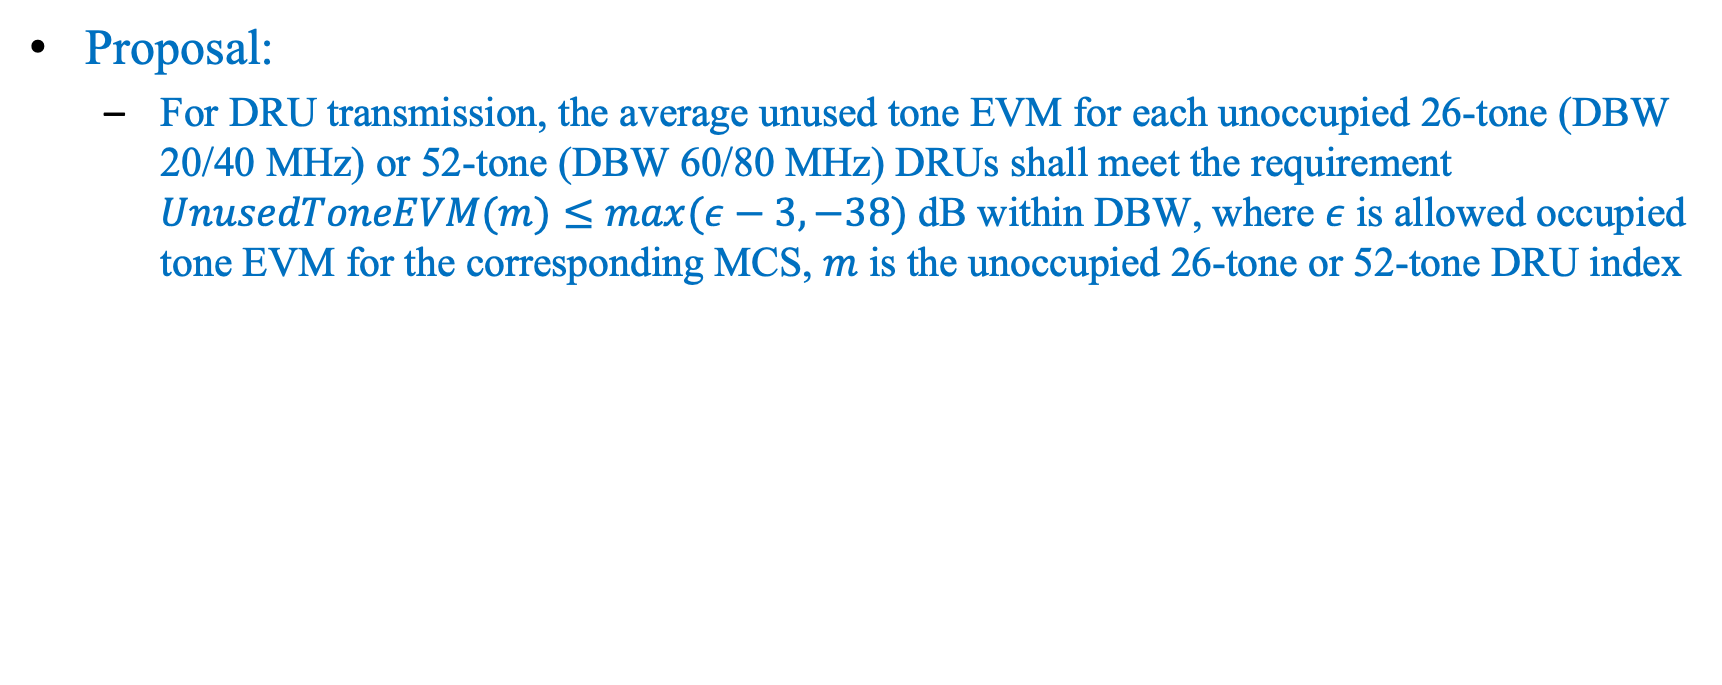 • Proposal:
– For DRU transmission, the average unused tone EVM for each unoccupied 26-tone (DBW
20/40 MHz) or 52-tone (DBW 60/80 MHz) DRUs shall meet the requirement
UnusedToneEVM(m) ≤ max(ϵ − 3, −38) dB within DBW, where ϵ is allowed occupied
tone EVM for the corresponding MCS, m is the unoccupied 26-tone or 52-tone DRU index